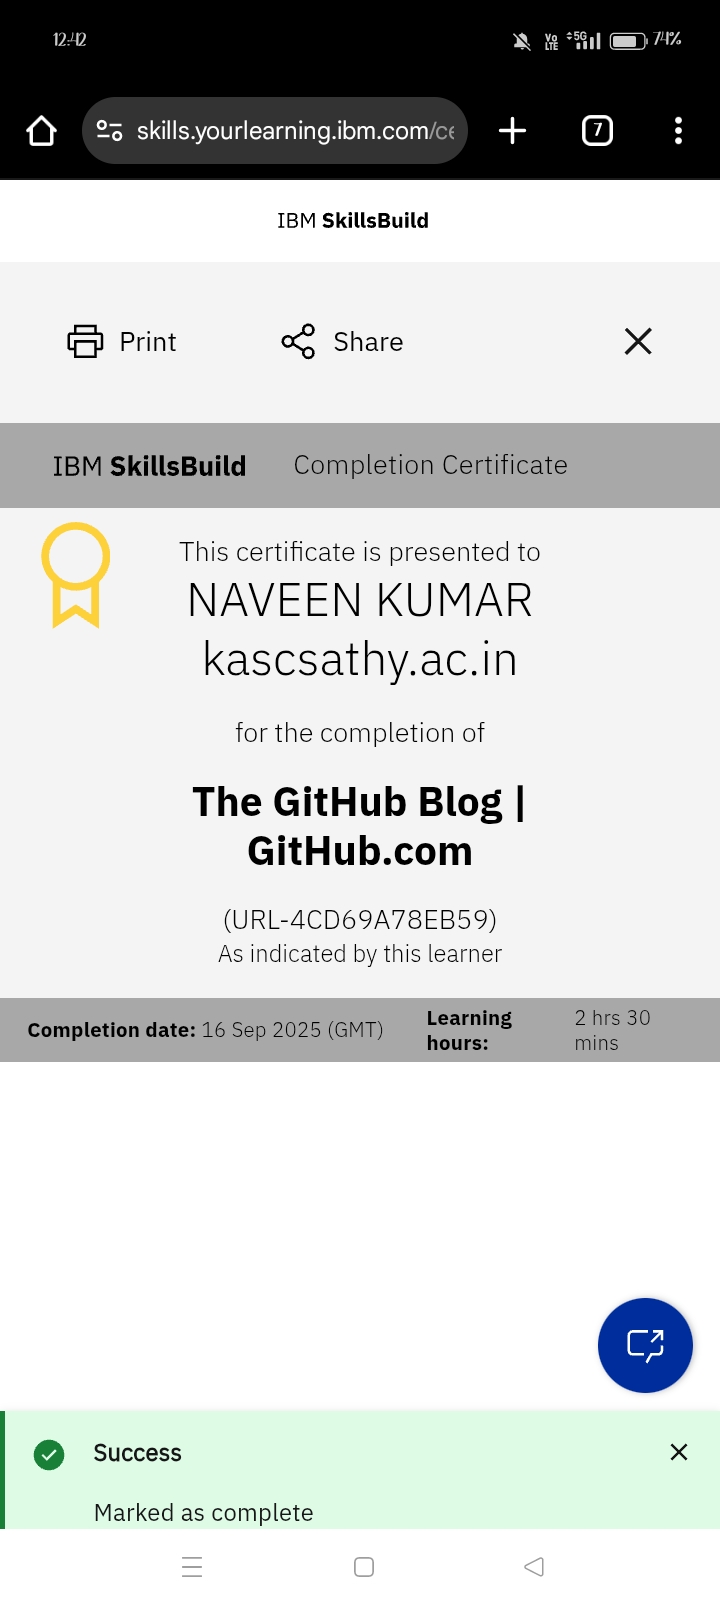 12:42
Vo LTE 5G 74%
skills.yourlearning.ibm.com/ce
7
IBM SkillsBuild
Print Share
IBM SkillsBuild Completion Certificate
This certificate is presented to
NAVEEN KUMAR
kascsathy.ac.in
for the completion of
The GitHub Blog |
GitHub.com
(URL-4CD69A78EB59)
As indicated by this learner
Completion date: 16 Sep 2025 (GMT)
Learning
hours:
2 hrs 30
mins
Success
Marked as complete